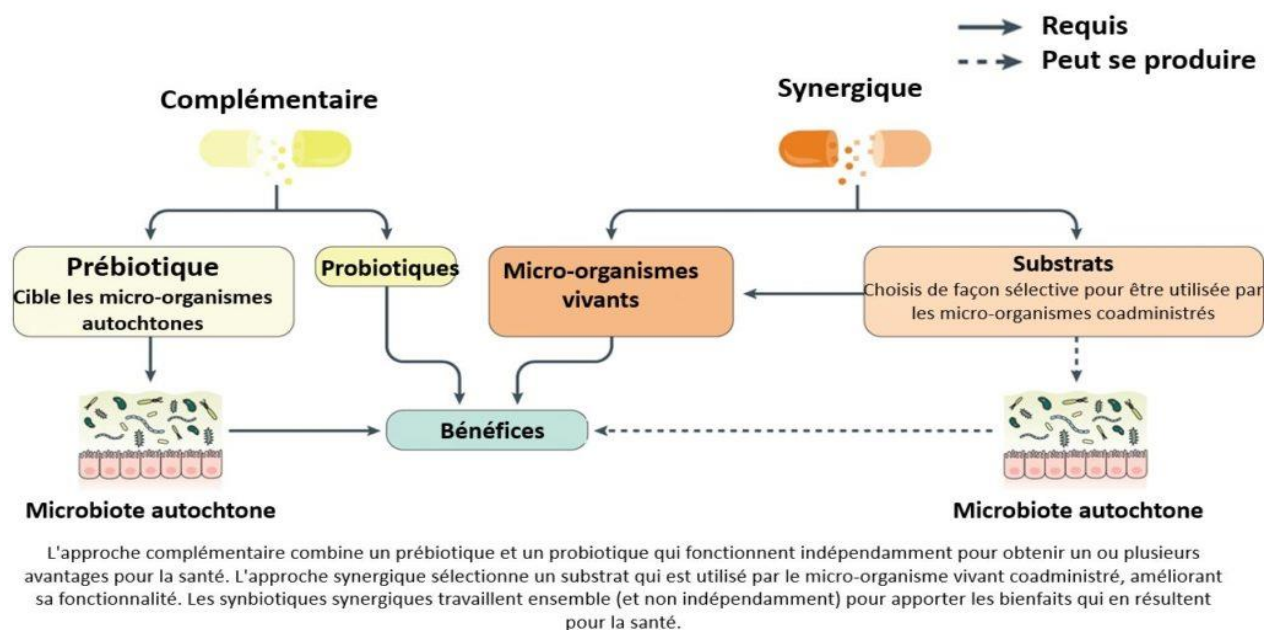 Requis
Peut se produire
Complémentaire
Synergique
Prébiotique
Cible les micro-organismes
autochtones
Probiotiques
Micro-organismes
vivants
Substrats
Choisis de façon sélective pour être utilisée par
les micro-organismes coadministrés
Bénéfices
Microbiote autochtone
Microbiote autochtone
L'approche complémentaire combine un prébiotique et un probiotique qui fonctionnent indépendamment pour obtenir un ou plusieurs
avantages pour la santé. L'approche synergique sélectionne un substrat qui est utilisé par le micro-organisme vivant coadministré, améliorant
sa fonctionnalité. Les synbiotiques synergiques travaillent ensemble (et non indépendamment) pour apporter les bienfaits qui en résultent
pour la santé.